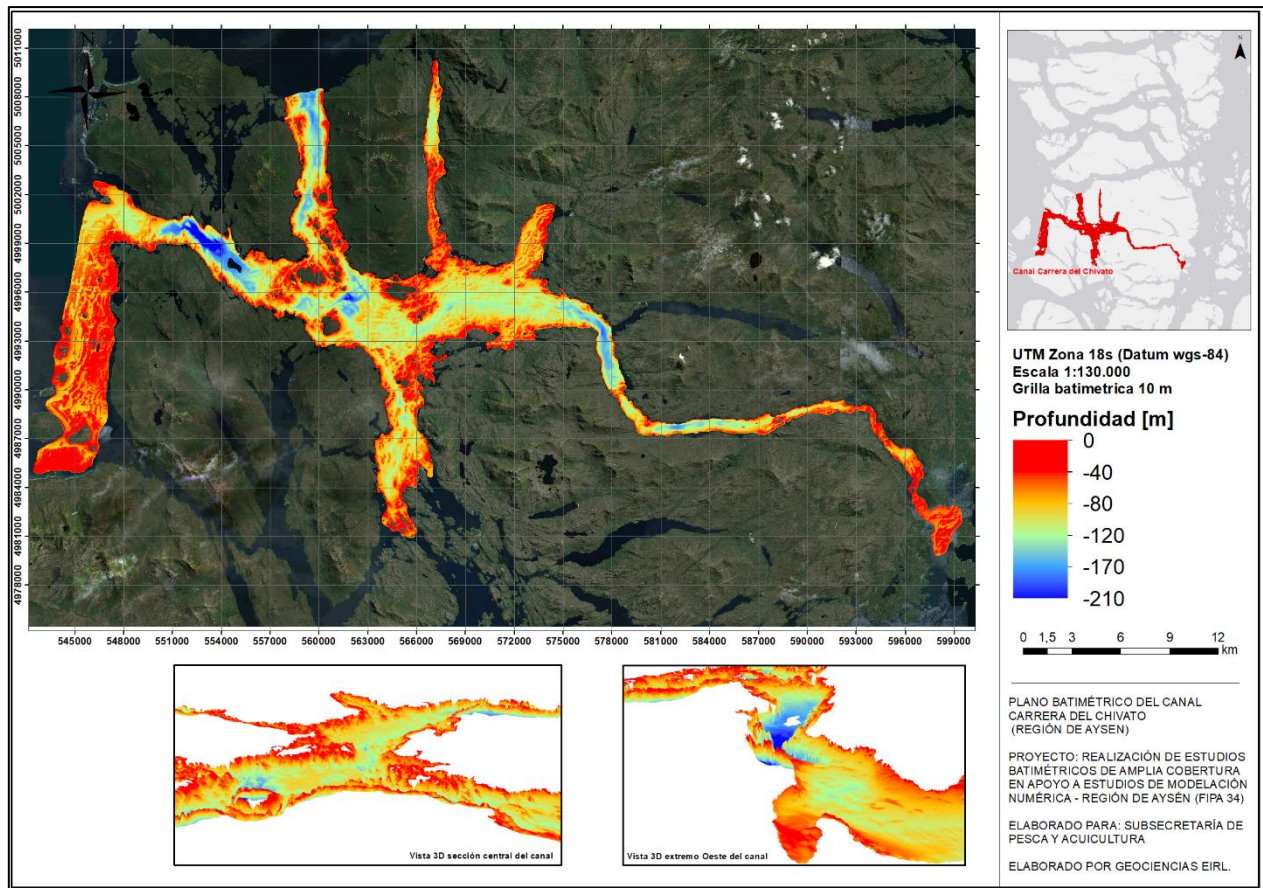 5011000
5008000
5005000
5002000
4999000
4996000
4993000
4990000
4987000
4984000
4981000
4978000
545000 548000 551000 554000 557000 560000 563000 566000 569000 572000 575000 578000 581000 584000 587000 590000 593000 596000 599000
Vista 3D sección central del canal
Vista 3D extremo Oeste del canal
N
Canal Carrera del Chivato
UTM Zona 18s (Datum wgs-84)
Escala 1:130.000
Grilla batimetrica 10 m
Profundidad [m]
0
-40
-80
-120
-170
-210
0 1,5 3 6 9 12
km
PLANO BATIMÉTRICO DEL CANAL
CARRERA DEL CHIVATO
(REGIÓN DE AYSEN)
PROYECTO: REALIZACIÓN DE ESTUDIOS
BATIMÉTRICOS DE AMPLIA COBERTURA
EN APOYO A ESTUDIOS DE MODELACIÓN
NUMÉRICA - REGIÓN DE AYSÉN (FIPA 34)
ELABORADO PARA: SUBSECRETARÍA DE
PESCA Y ACUICULTURA
ELABORADO POR GEOCIENCIAS EIRL.